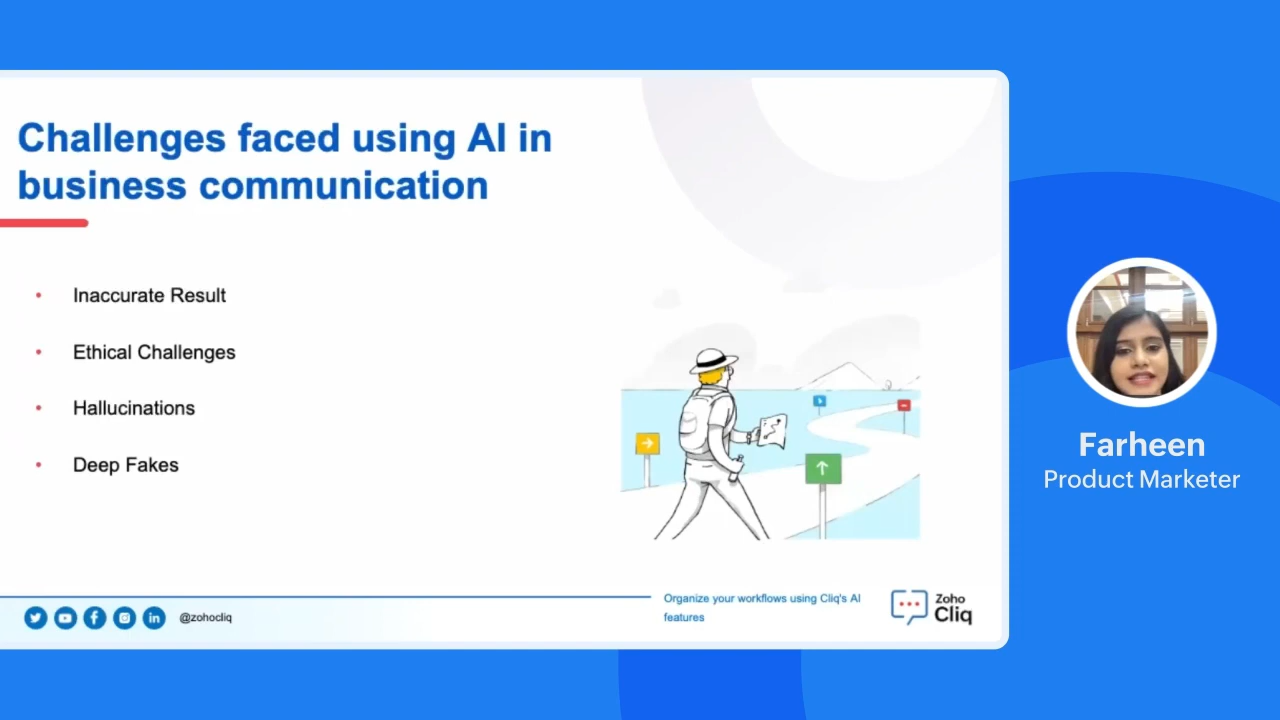 Challenges faced using AI in
business communication
• Inaccurate Result
• Ethical Challenges
• Hallucinations
• Deep Fakes
@zohocliq
Organize your workflows using Cliq's AI
features
Zoho
Cliq
Farheen
Product Marketer